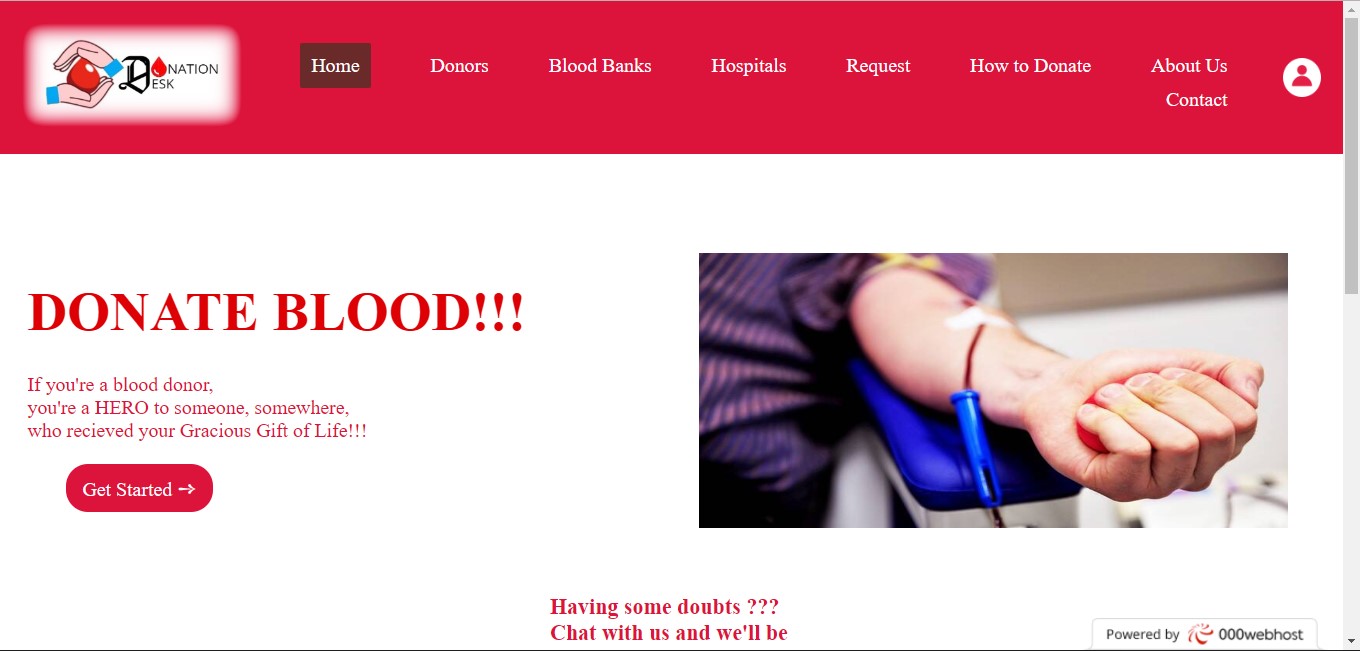 DONATION
DESK
Home
Donors
Blood Banks
Hospitals
Request
How to Donate
About Us
Contact
DONATE BLOOD!!!
If you're a blood donor,
you're a HERO to someone, somewhere,
who recieved your Gracious Gift of Life!!!
Get Started ➙
Having some doubts ???
Chat with us and we'll be
Powered by 000webhost